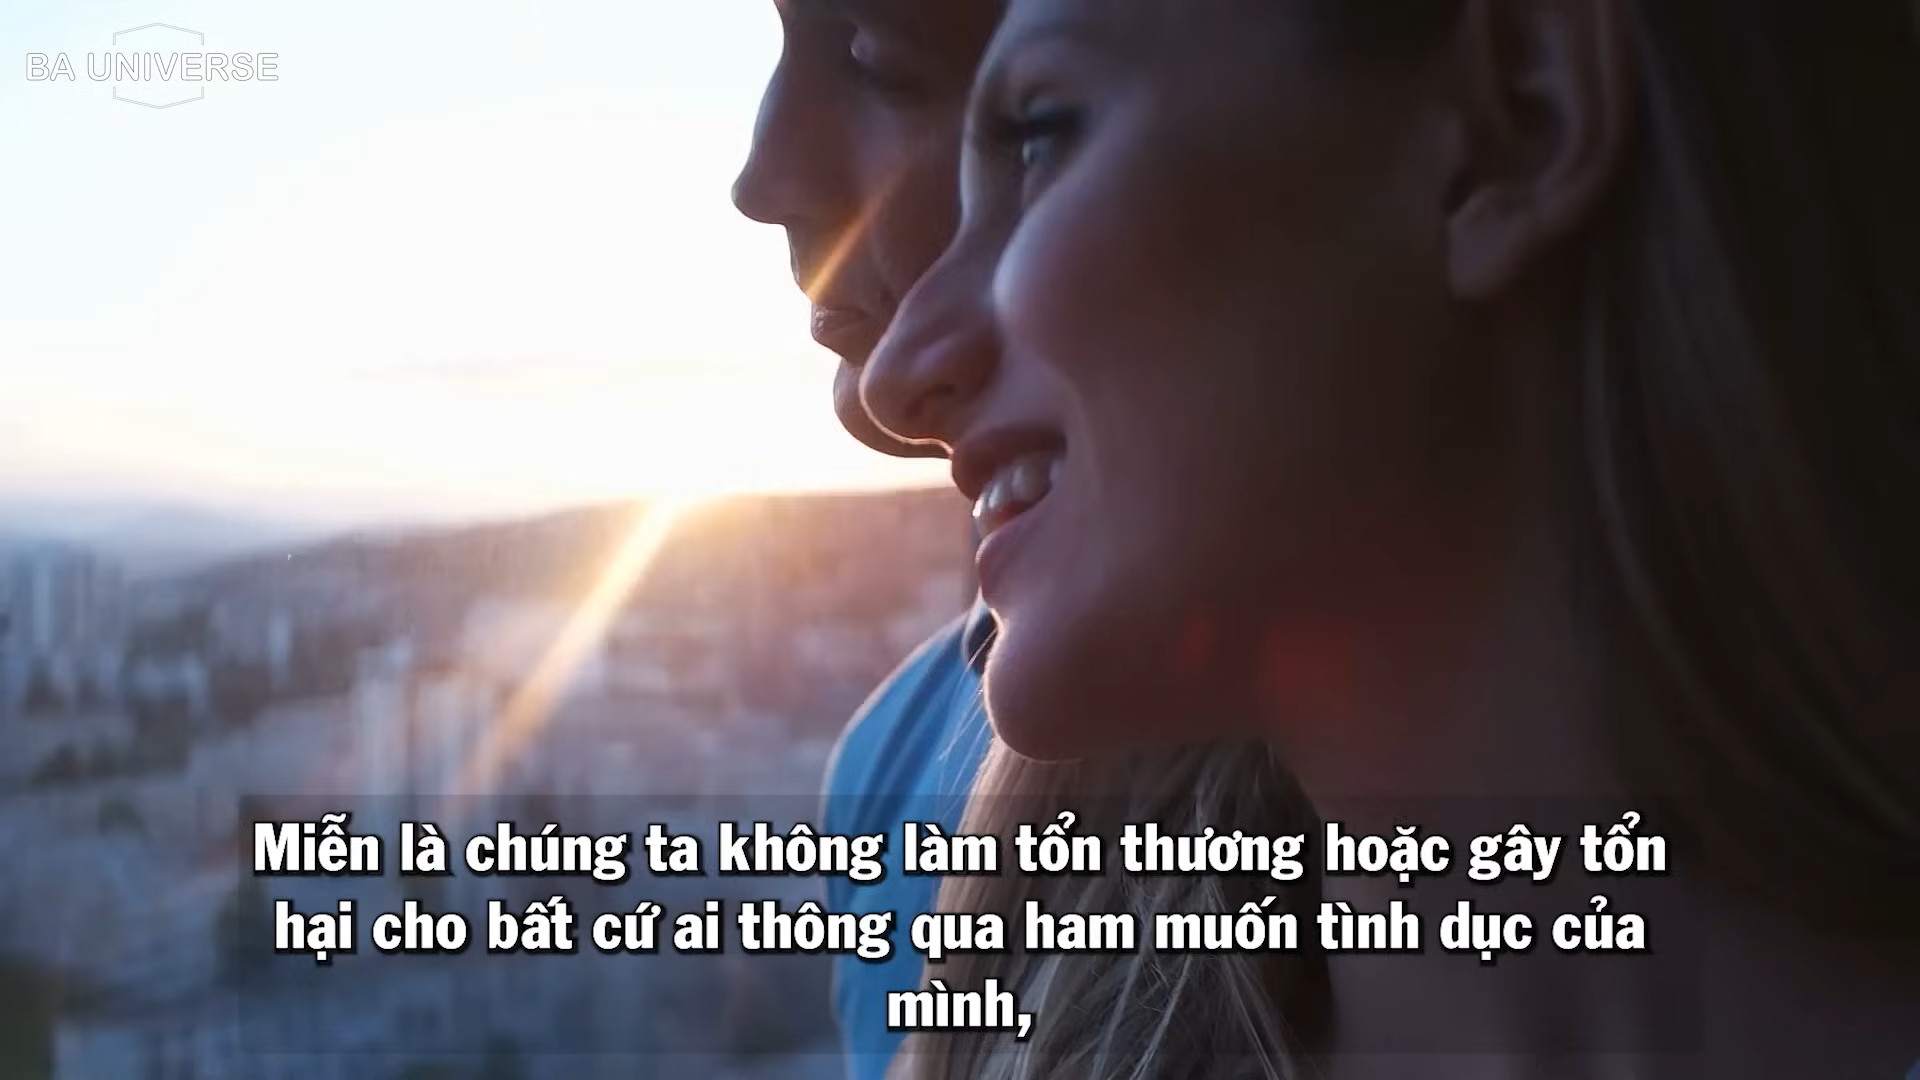 BA UNIVERSE
Miễn là chúng ta không làm tổn thương hoặc gây tổn
hại cho bất cứ ai thông qua ham muốn tình dục của
mình,